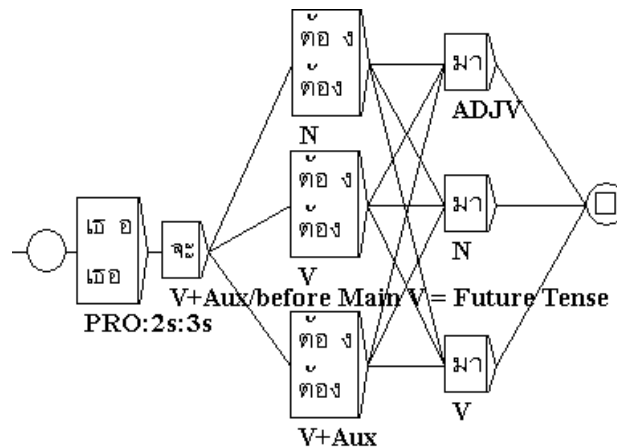 เธ อ
เธอ
PRO:2s:3s
จะ
V+Aux/before Main V = Future Tense
ต้อ ง
ต้อง
N
ต้อ ง
ต้อง
V
ต้อ ง
ต้อง
V+Aux
มา
ADJV
มา
N
มา
V